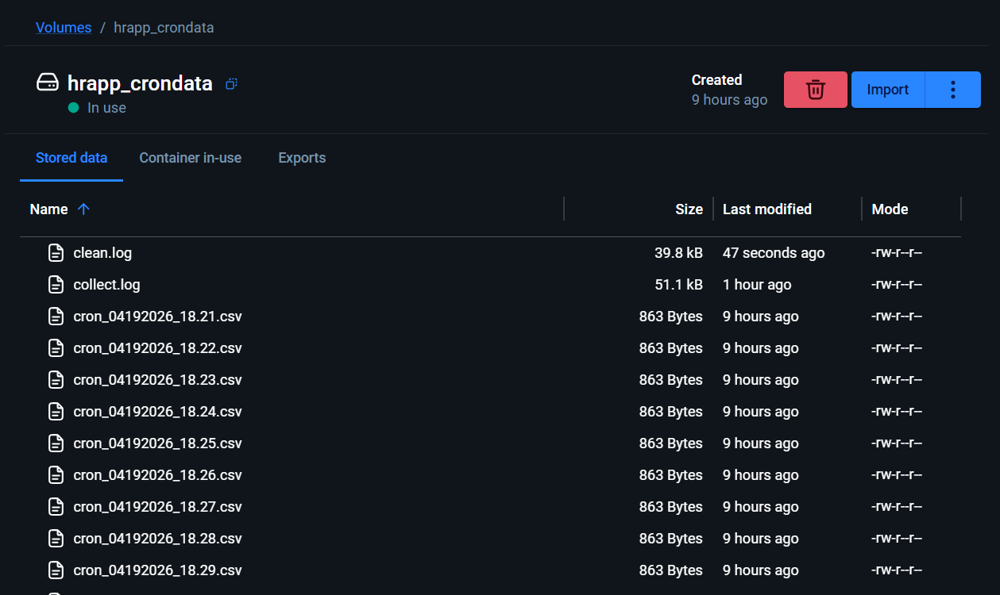 Volumes / hrapp_crondata
hrapp_crondata
In use
Created
9 hours ago
Import
Stored data Container in-use Exports
Name Size Last modified Mode
clean.log 39.8 kB 47 seconds ago -rw-r--r--
collect.log 51.1 kB 1 hour ago -rw-r--r--
cron_04192026_18.21.csv 863 Bytes 9 hours ago -rw-r--r--
cron_04192026_18.22.csv 863 Bytes 9 hours ago -rw-r--r--
cron_04192026_18.23.csv 863 Bytes 9 hours ago -rw-r--r--
cron_04192026_18.24.csv 863 Bytes 9 hours ago -rw-r--r--
cron_04192026_18.25.csv 863 Bytes 9 hours ago -rw-r--r--
cron_04192026_18.26.csv 863 Bytes 9 hours ago -rw-r--r--
cron_04192026_18.27.csv 863 Bytes 9 hours ago -rw-r--r--
cron_04192026_18.28.csv 863 Bytes 9 hours ago -rw-r--r--
cron_04192026_18.29.csv 863 Bytes 9 hours ago -rw-r--r--